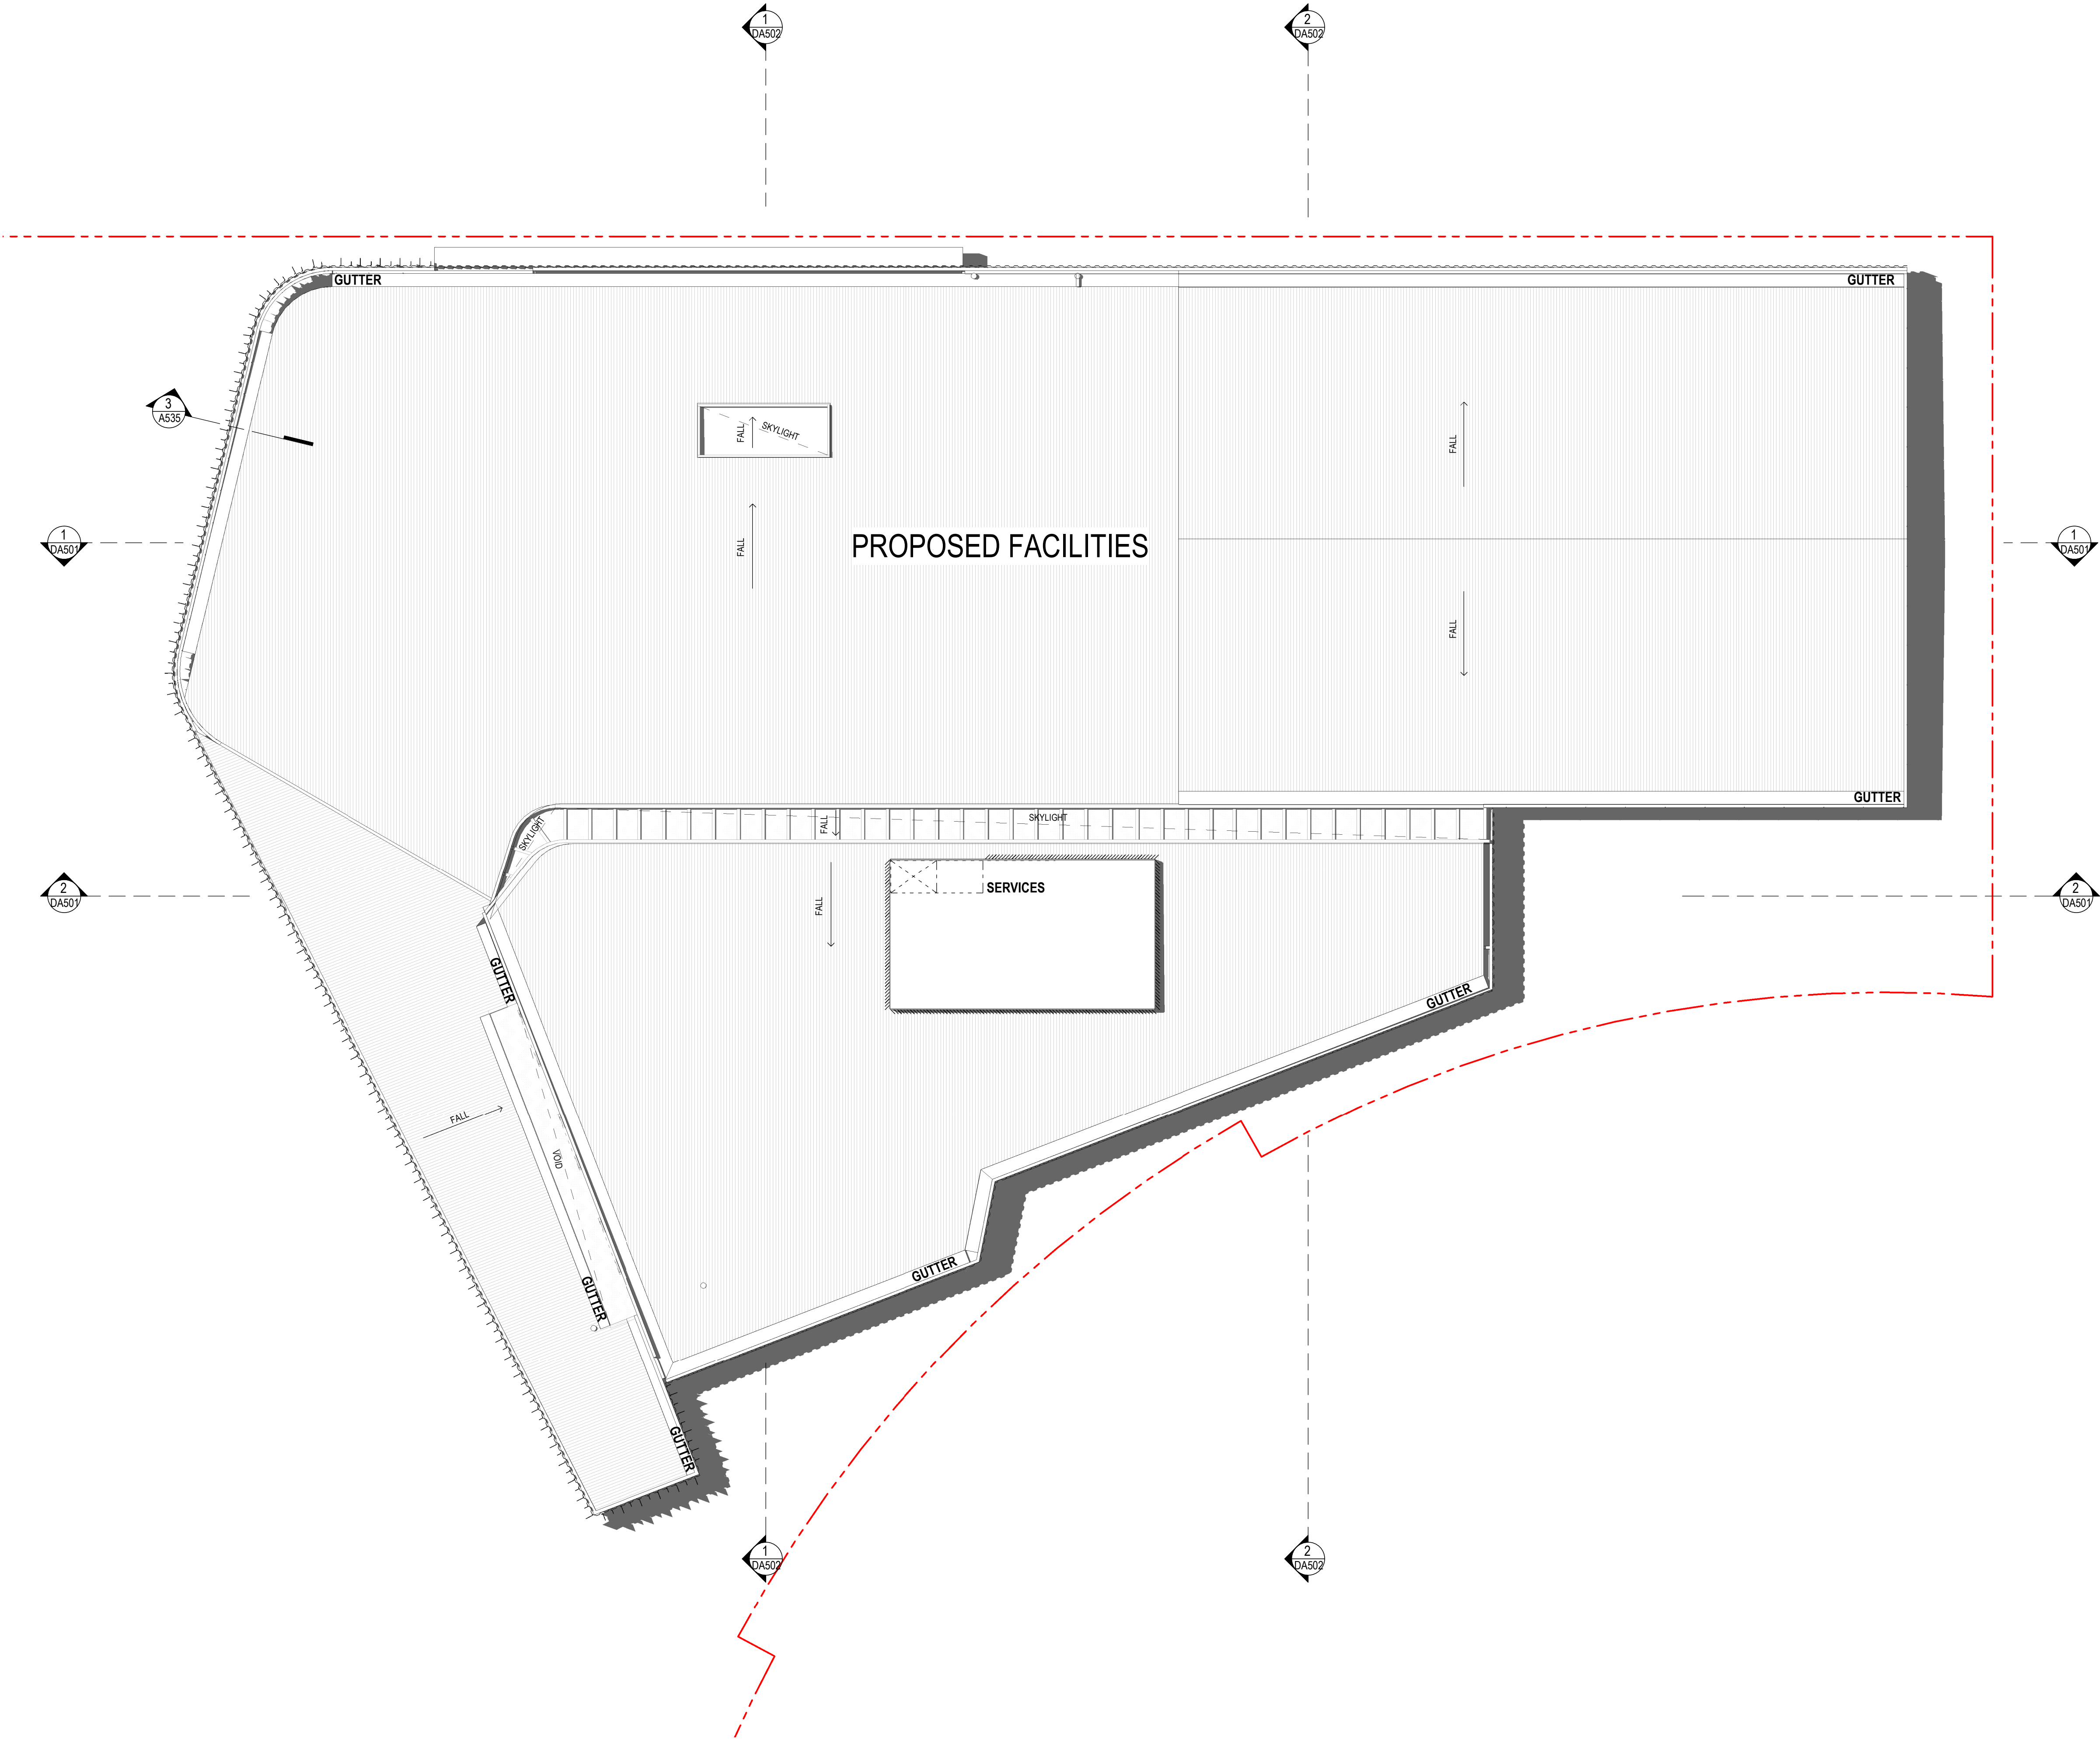 1
DA502
2
DA502
GUTTER
GUTTER
3
A535
FALL
SKYLIGHT
FALL
FALL
PROPOSED FACILITIES
FALL
1
DA501
1
DA501
GUTTER
SKYLIGHT
FALL
SKYLIGHT
SERVICES
2
DA501
2
DA501
FALL
GUTTER
GUTTER
FALL
VOID
GUTTER
GUTTER
GUTTER
1
DA502
2
DA502